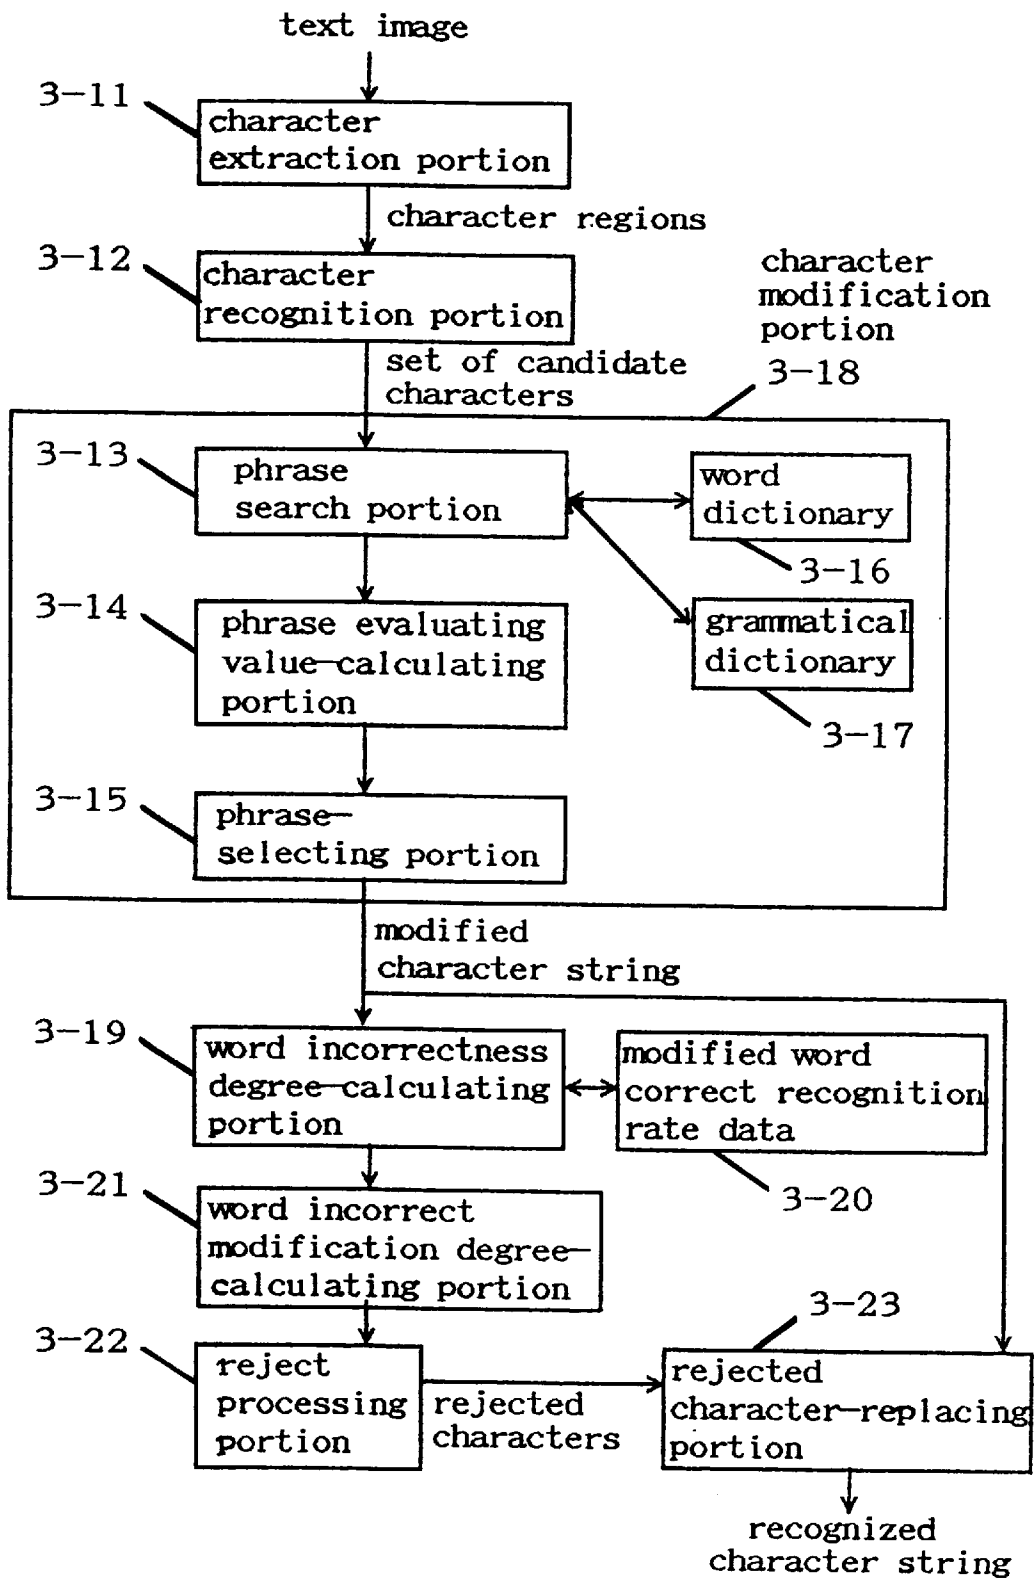 text image
3-11
character
extraction portion
character regions
3-12
character
recognition portion
character
modification
portion
3-18
set of candidate
characters
3-13
phrase
search portion
word
dictionary
3-16
3-14
phrase evaluating
value-calculating
portion
grammatical
dictionary
3-17
3-15
phrase-
selecting portion
modified
character string
3-19
word incorrectness
degree-calculating
portion
modified word
correct recognition
rate data
3-20
3-21
word incorrect
modification degree-
calculating portion
3-22
reject
processing
portion
rejected
characters
3-23
rejected
character-replacing
portion
recognized
character string